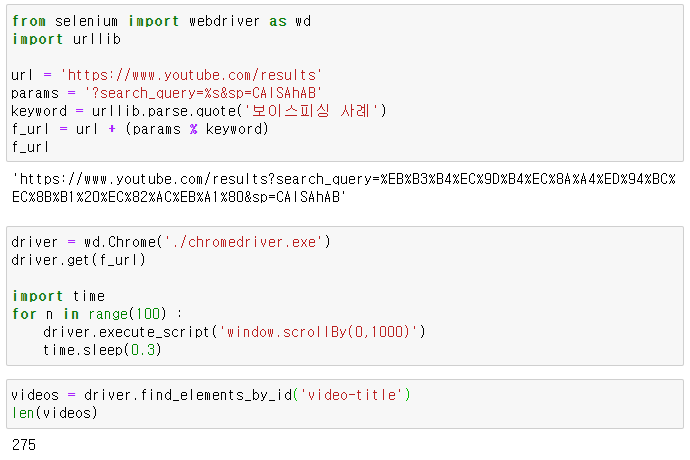 from selenium import webdriver as wd
import urllib
url = 'https://www.youtube.com/results'
params = '?search_query=%s&sp=CAISAhAB'
keyword = urllib.parse.quote('보이스피싱 사례')
f_url = url + (params % keyword)
f_url
'https://www.youtube.com/results?search_query=%EB%B3%B4%EC%9D%B4%EC%8A%A4%ED%94%BC%
EC%8B%B1%20%EC%82%AC%EB%A1%80&sp=CAISAhAB'
driver = wd.Chrome('./chromedriver.exe')
driver.get(f_url)
import time
for n in range(100) :
    driver.execute_script('window.scrollBy(0,1000)')
    time.sleep(0.3)
videos = driver.find_elements_by_id('video-title')
len(videos)
275